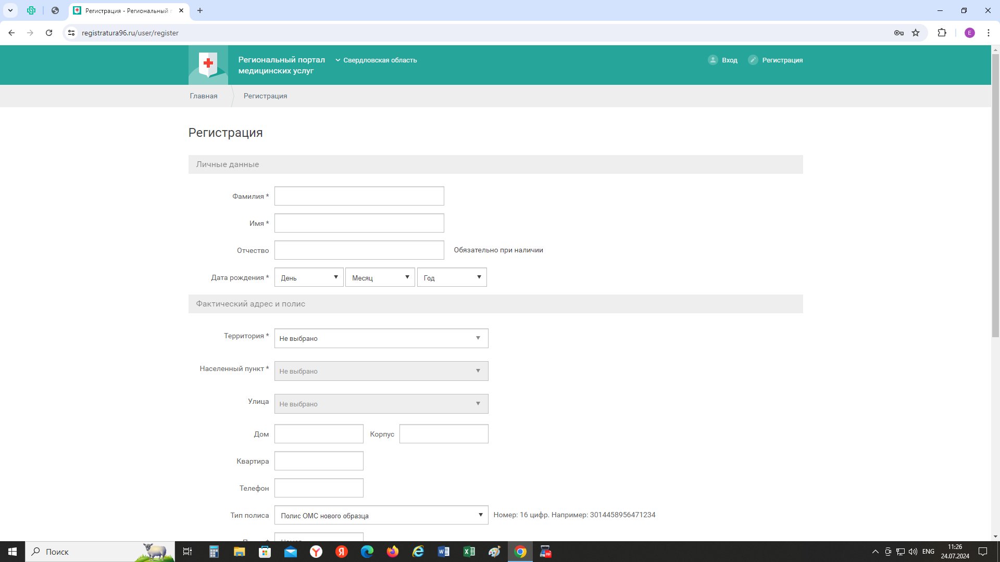 Регистрация - Региональный п
registratura96.ru/user/register
E
Региональный портал
медицинских услуг
Свердловская область
Вход
Регистрация
Главная
Регистрация
Регистрация
Личные данные
Фамилия *
Имя *
Отчество
Обязательно при наличии
Дата рождения *
День
Месяц
Год
Фактический адрес и полис
Территория *
Не выбрано
Населенный пункт *
Не выбрано
Улица
Не выбрано
Дом
Корпус
Квартира
Телефон
Тип полиса
Полис ОМС нового образца
Номер: 16 цифр. Например: 3014458956471234
Поиск
ENG
11:26
24.07.2024